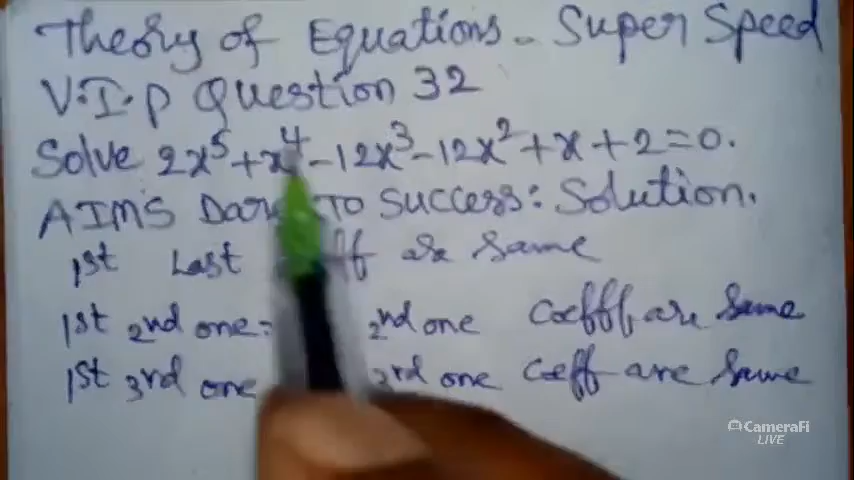 Theory of Equations - Super Speed
V.I.P Question 32
Solve 2x⁵+x⁴-12x³-12x²+x+2=0.
AIMS To Success: Solution.
1st Last are same
1st 2nd one= 2nd one Coefff are same
1st 3rd one 3rd one Coeff are same
CameraFi
LIVE